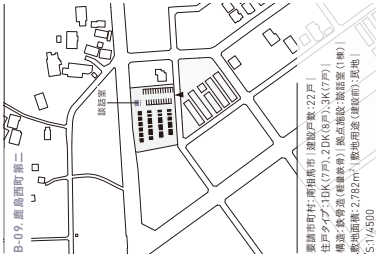 B-09. 鹿島西町第二
談話室
要請市町村:南相馬市｜建設戸数:22戸｜
住戸タイプ:1DK(7戸)、2DK(8戸)、3K(7戸)｜
構造:鉄骨造(軽量鉄骨)｜拠点施設:談話室(1棟)｜
敷地面積:2,782m²｜敷地用途(建設前):民地｜
S:1/4500